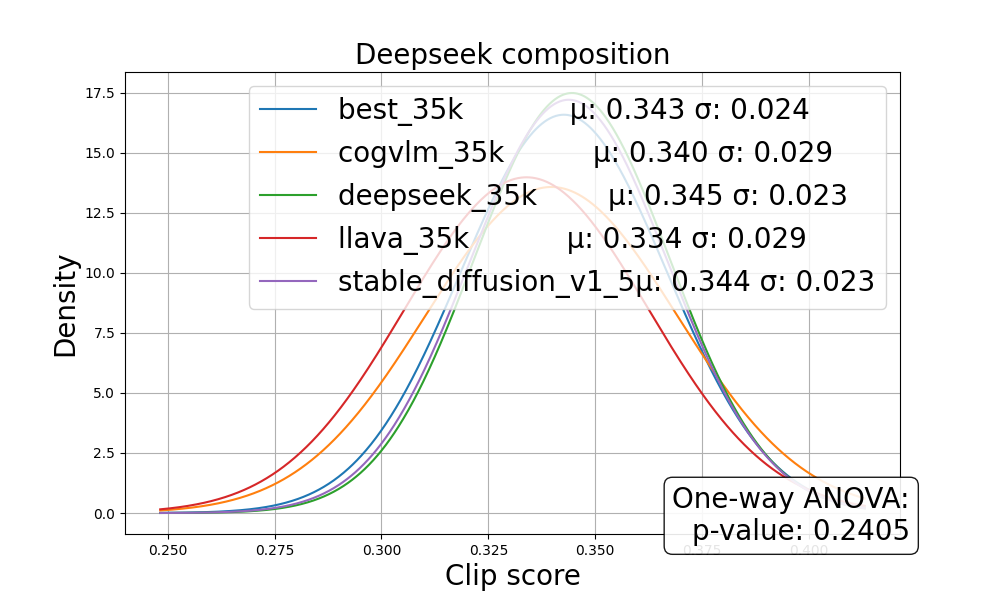 Deepseek composition
17.5
15.0
12.5
10.0
7.5
5.0
2.5
0.0
Density
best_35k μ: 0.343 σ: 0.024
cogvlm_35k μ: 0.340 σ: 0.029
deepseek_35k μ: 0.345 σ: 0.023
llava_35k μ: 0.334 σ: 0.029
stable_diffusion_v1_5μ: 0.344 σ: 0.023
One-way ANOVA:
p-value: 0.2405
0.250 0.275 0.300 0.325 0.350 0.375 0.400
Clip score